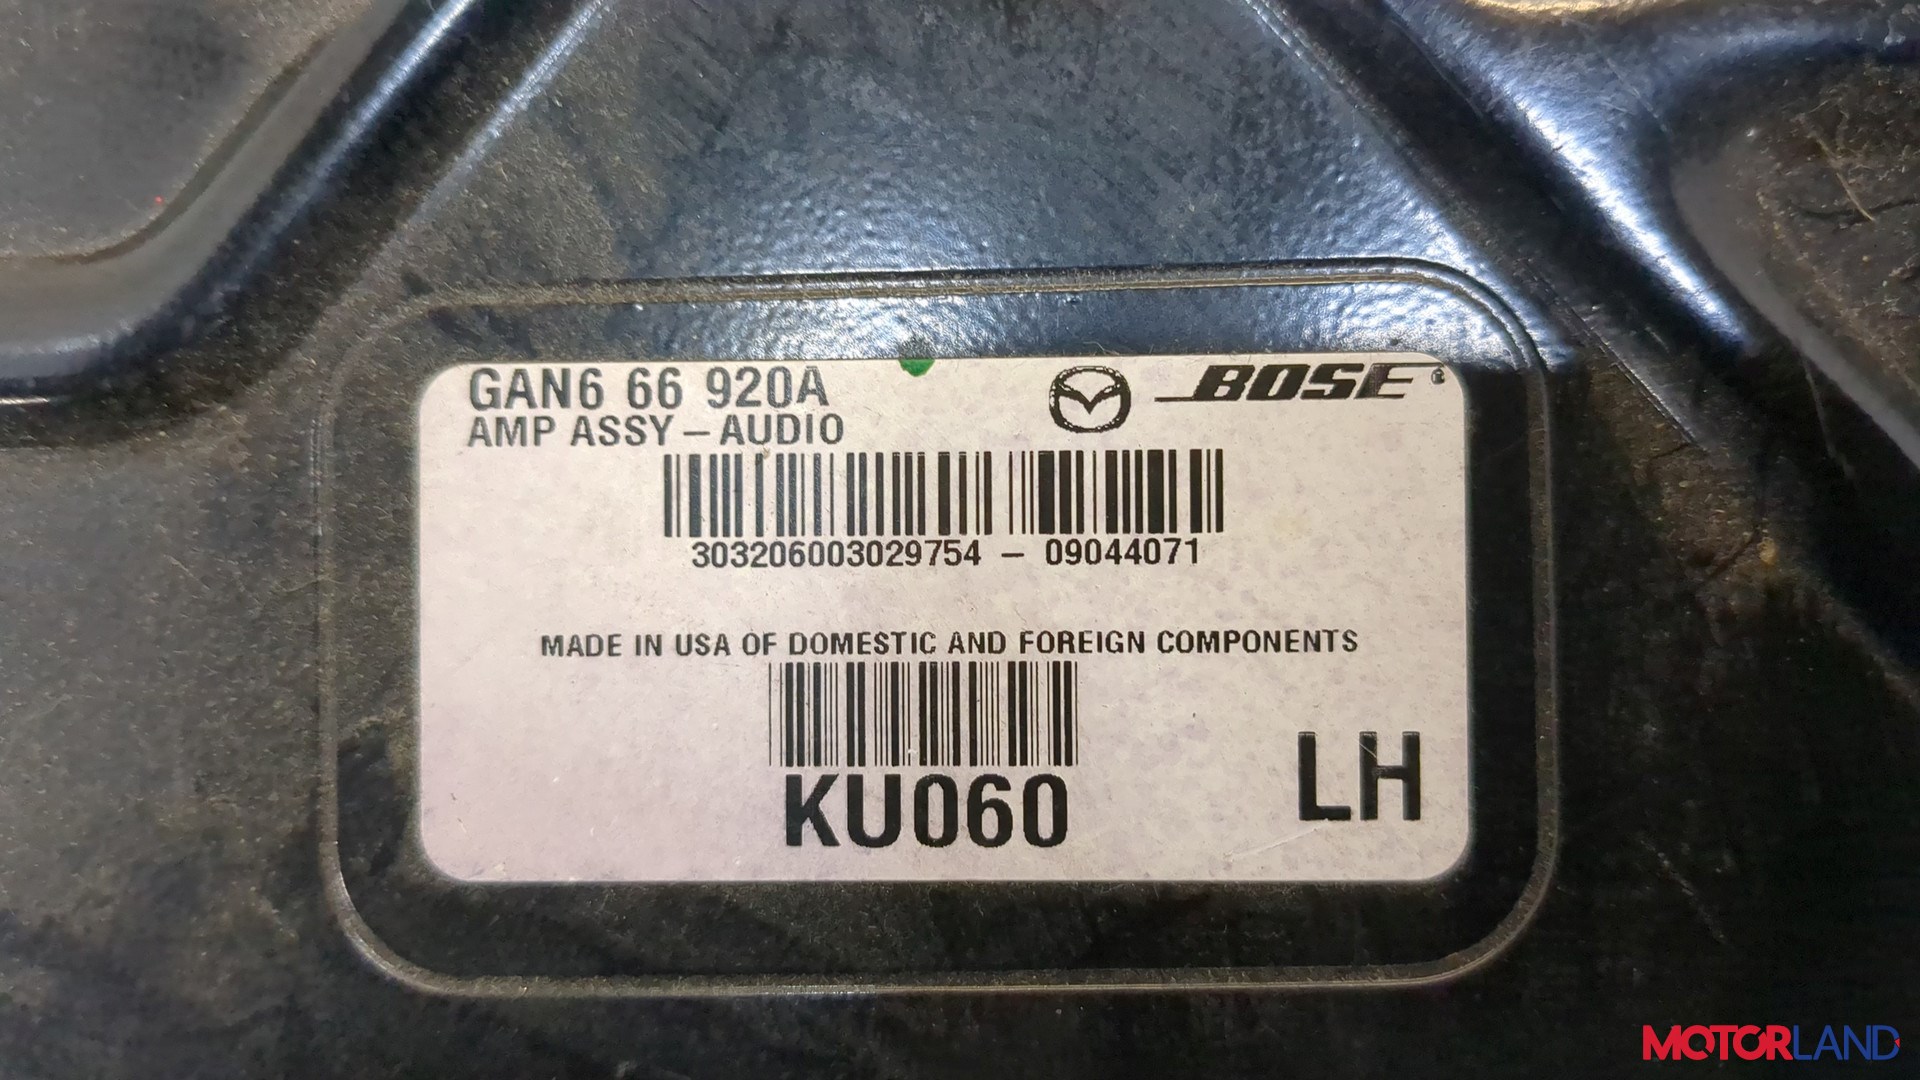 GAN6 66 920A
AMP ASSY – AUDIO
BOSE
303206003029754 – 09044071
MADE IN USA OF DOMESTIC AND FOREIGN COMPONENTS
KU060
LH
MOTORLAND